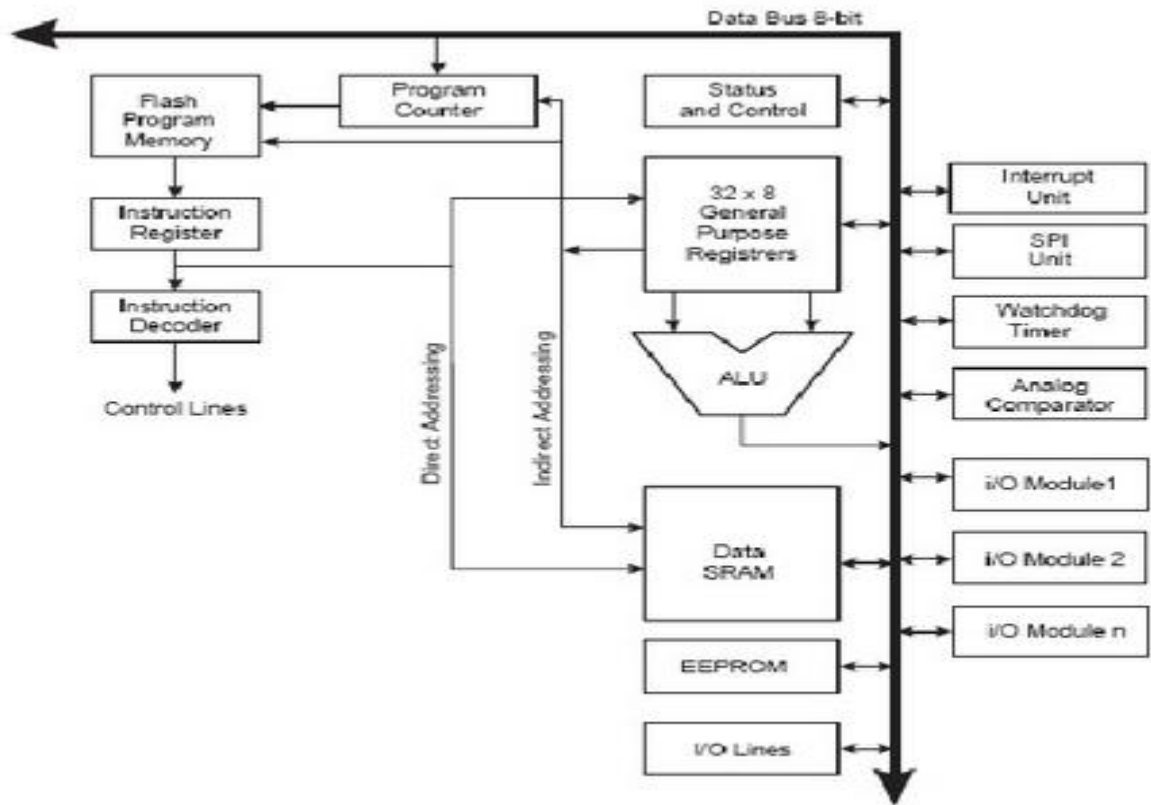 Data Bus 8-bit
Flash
Program
Memory
Program
Counter
Status
and Control
32 x 8
General
Purpose
Registrers
Interrupt
Unit
Instruction
Register
SPI
Unit
Instruction
Decoder
Watchdog
Timer
ALU
Analog
Comparator
Control Lines
Direct Addressing
Indirect Addressing
i/O Module1
Data
SRAM
i/O Module 2
i/O Module n
EEPROM
I/O Lines